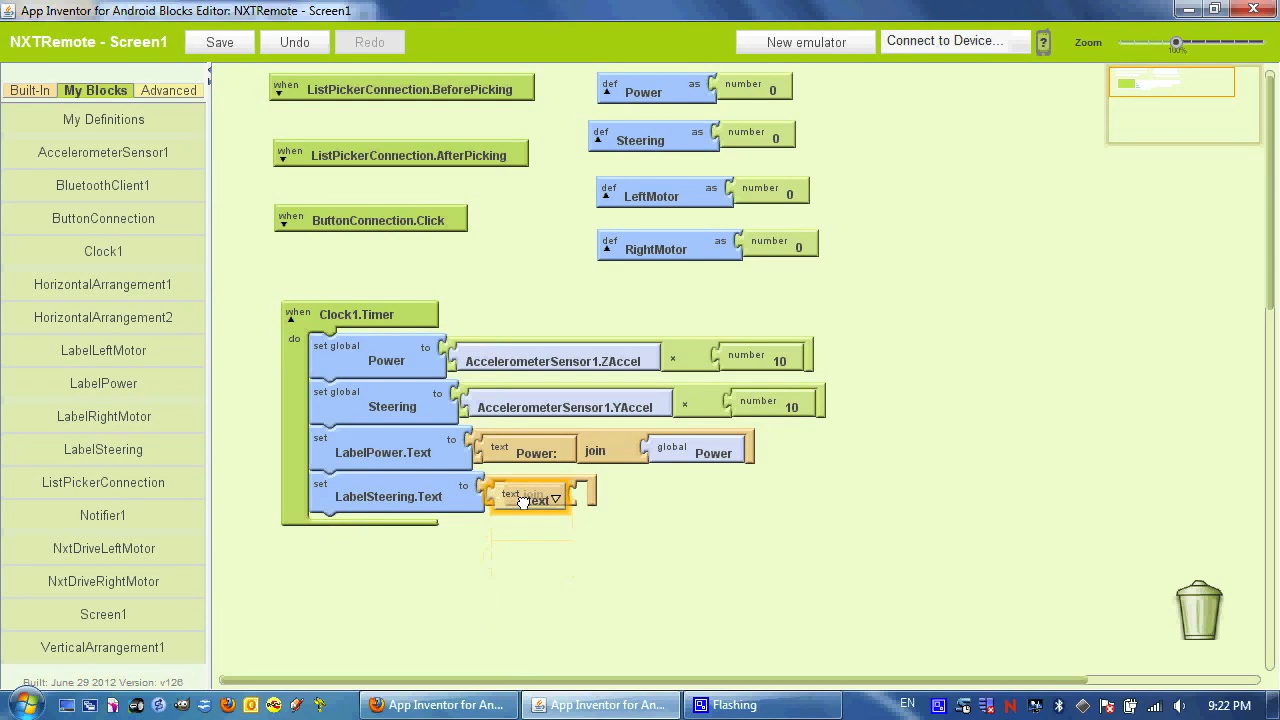 App Inventor for Android Blocks Editor: NXTRemote - Screen1
NXTRemote - Screen1
Save
Undo
Redo
New emulator
Connect to Device...
?
Zoom
100%
Built-In
My Blocks
Advanced
My Definitions
AccelerometerSensor1
BluetoothClient1
ButtonConnection
Clock1
HorizontalArrangement1
HorizontalArrangement2
LabelLeftMotor
LabelPower
LabelRightMotor
LabelSteering
ListPickerConnection
Notifier1
NxtDriveLeftMotor
NxtDriveRightMotor
Screen1
VerticalArrangement1
Build: June 29 2012 Version: v126
when ListPickerConnection.BeforePicking
when ListPickerConnection.AfterPicking
when ButtonConnection.Click
def Power as number 0
def Steering as number 0
def LeftMotor as number 0
def RightMotor as number 0
when Clock1.Timer
do
set global Power to AccelerometerSensor1.ZAccel × number 10
set global Steering to AccelerometerSensor1.YAccel × number 10
set LabelPower.Text to text Power: join global Power
set LabelSteering.Text to text text join
App Inventor for An...
App Inventor for An...
Flashing
EN
9:22 PM